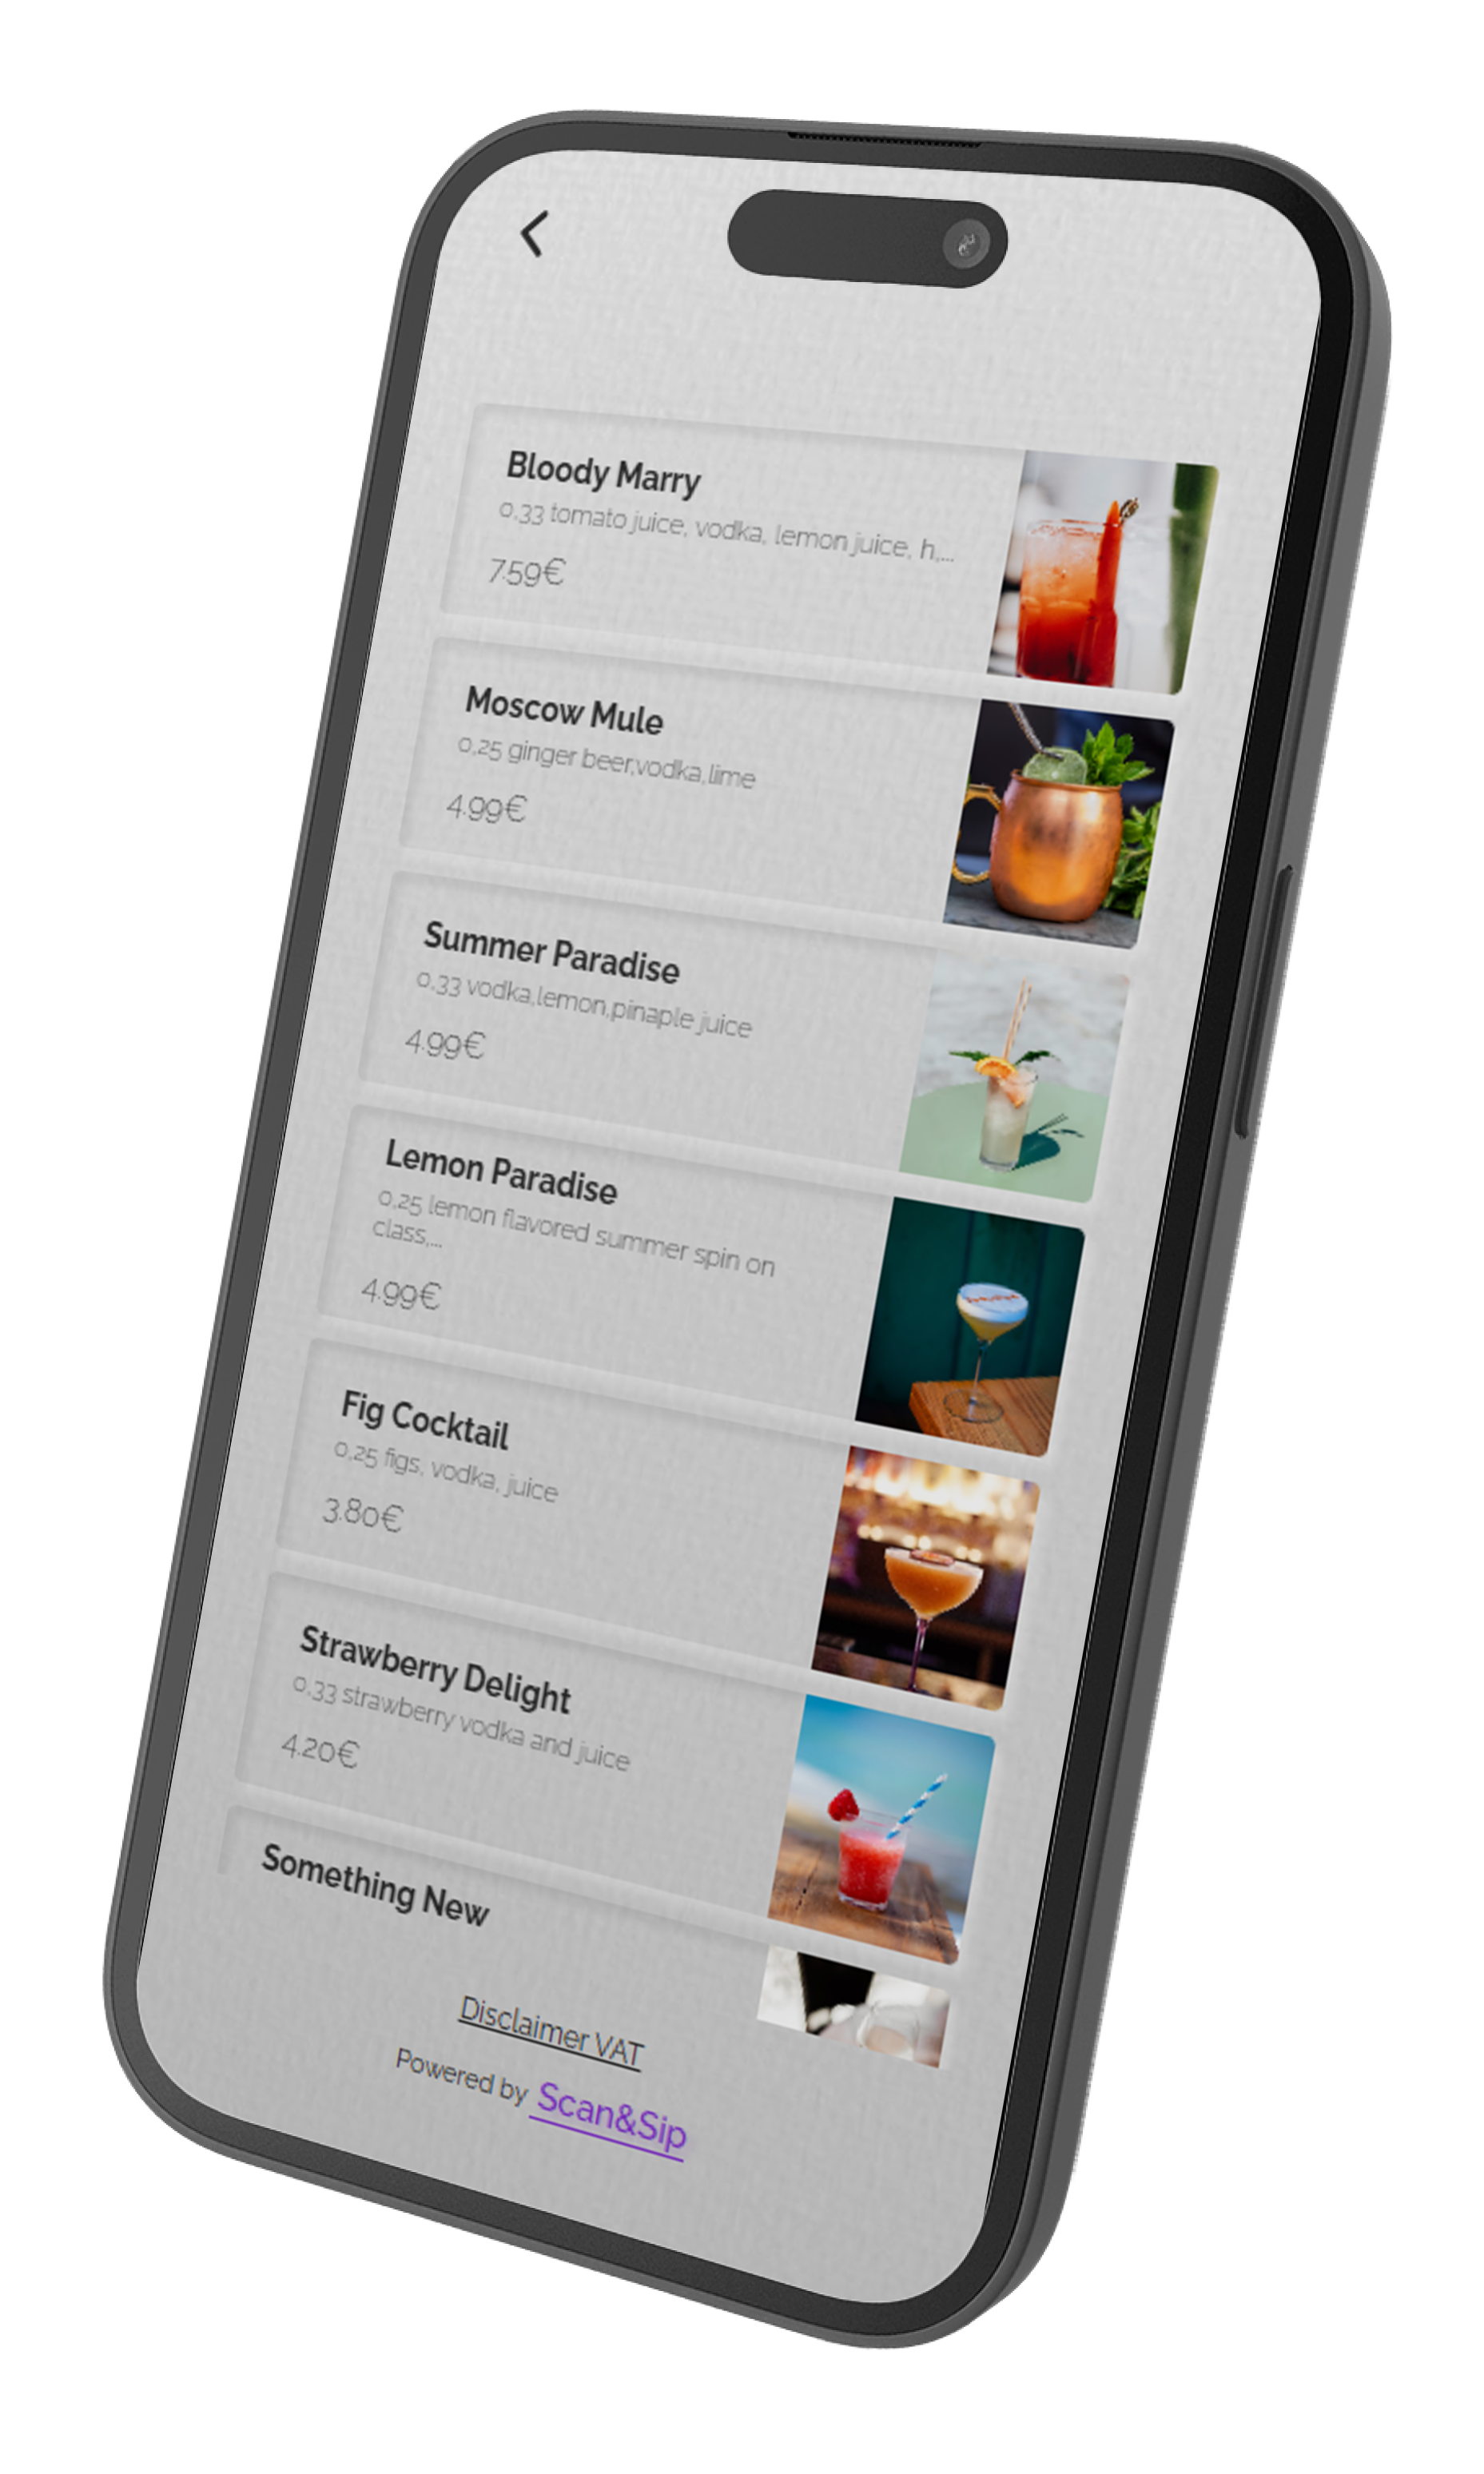 Bloody Marry
0,33 tomato juice, vodka, lemon juice, h,...
7.59€
Moscow Mule
0,25 ginger beer,vodka,lime
4.99€
Summer Paradise
0,33 vodka,lemon,pinaple juice
4.99€
Lemon Paradise
0,25 lemon flavored summer spin on
class,...
4.99€
Fig Cocktail
0,25 figs, vodka, juice
3.80€
Strawberry Delight
0,33 strawberry vodka and juice
4.20€
Something New
Disclaimer VAT
Powered by Scan&Sip